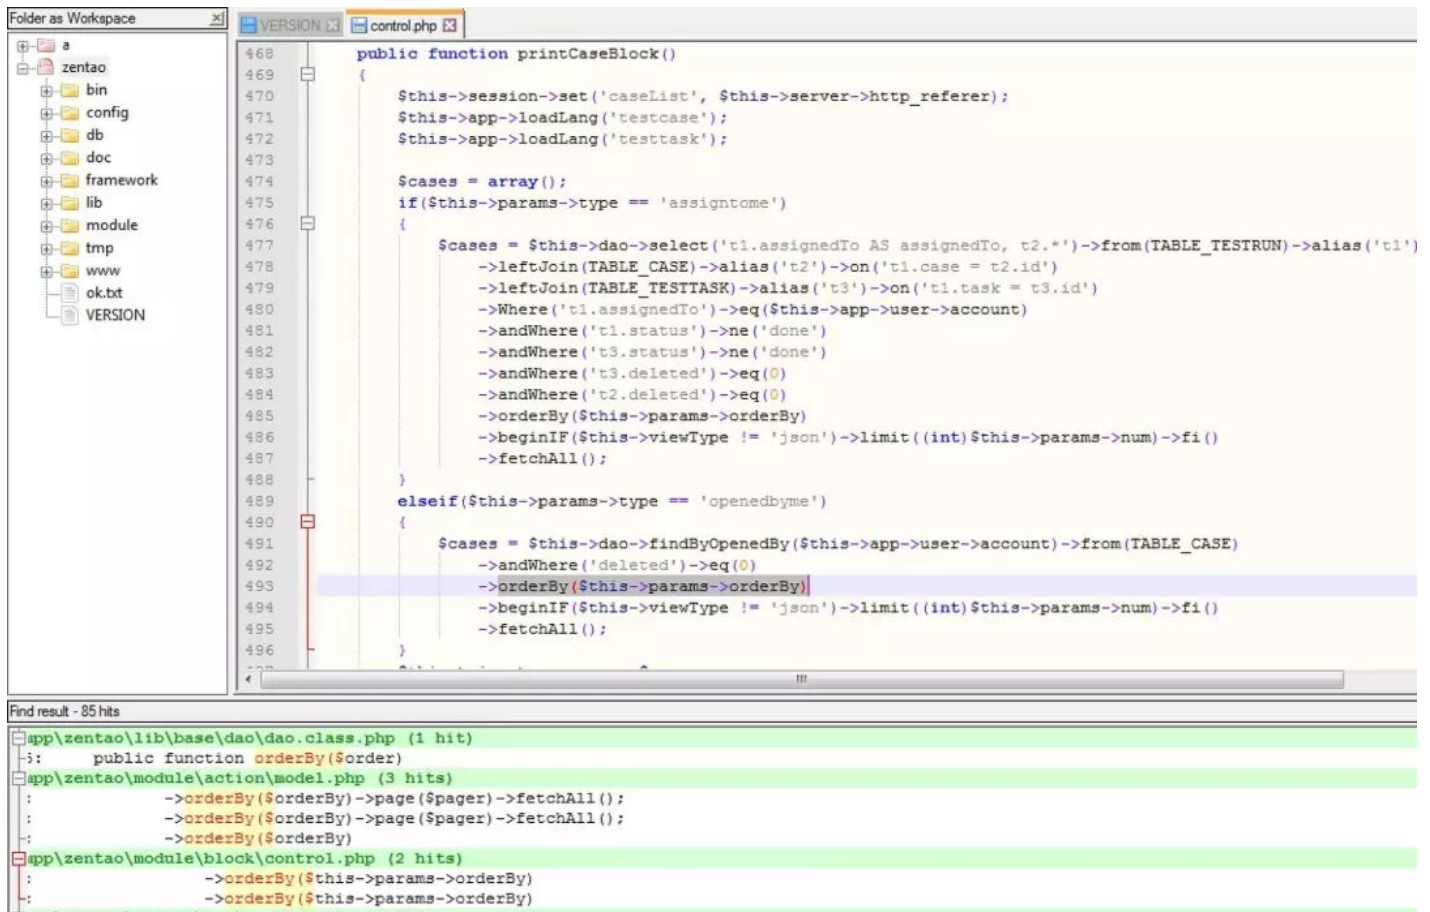 Folder as Workspace
a
zentao
bin
config
db
doc
framework
lib
module
tmp
www
ok.txt
VERSION
VERSION
control.php
468 public function printCaseBlock()
469 {
470 $this->session->set('caseList', $this->server->http_referer);
471 $this->app->loadLang('testcase');
472 $this->app->loadLang('testtask');
473
474 $cases = array();
475 if($this->params->type == 'assigntome')
476 {
477 $cases = $this->dao->select('t1.assignedTo AS assignedTo, t2.*')->from(TABLE_TESTRUN)->alias('t1')
478 ->leftJoin(TABLE_CASE)->alias('t2')->on('t1.case = t2.id')
479 ->leftJoin(TABLE_TESTTASK)->alias('t3')->on('t1.task = t3.id')
480 ->Where('t1.assignedTo')->eq($this->app->user->account)
481 ->andWhere('t1.status')->ne('done')
482 ->andWhere('t3.status')->ne('done')
483 ->andWhere('t3.deleted')->eq(0)
484 ->andWhere('t2.deleted')->eq(0)
485 ->orderBy($this->params->orderBy)
486 ->beginIF($this->viewType != 'json')->limit((int)$this->params->num)->fi()
487 ->fetchAll();
488 }
489 elseif($this->params->type == 'openedbyme')
490 {
491 $cases = $this->dao->findByOpenedBy($this->app->user->account)->from(TABLE_CASE)
492 ->andWhere('deleted')->eq(0)
493 ->orderBy($this->params->orderBy)
494 ->beginIF($this->viewType != 'json')->limit((int)$this->params->num)->fi()
495 ->fetchAll();
496 }
Find result - 85 hits
app\zentao\lib\base\dao\dao.class.php (1 hit)
5: public function orderBy($order)
app\zentao\module\action\model.php (3 hits)
: ->orderBy($orderBy)->page($pager)->fetchAll();
: ->orderBy($orderBy)->page($pager)->fetchAll();
: ->orderBy($orderBy)
app\zentao\module\block\control.php (2 hits)
: ->orderBy($this->params->orderBy)
: ->orderBy($this->params->orderBy)